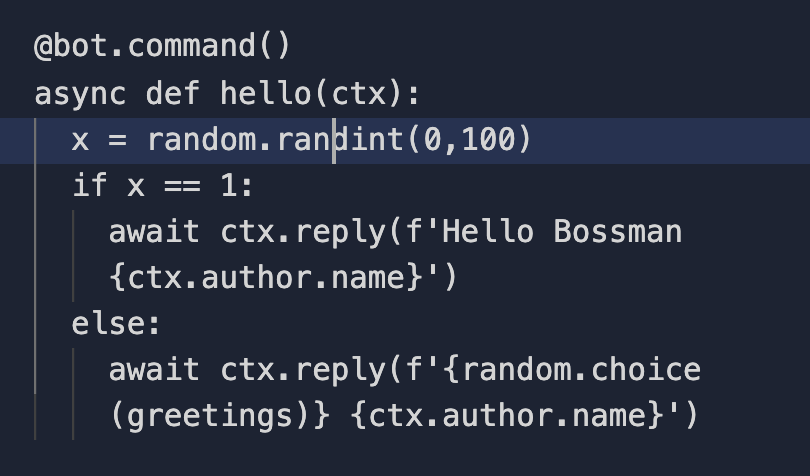 @bot.command()
async def hello(ctx):
  x = random.randint(0,100)
  if x == 1:
    await ctx.reply(f'Hello Bossman
    {ctx.author.name}')
  else:
    await ctx.reply(f'{random.choice
    (greetings)} {ctx.author.name}')